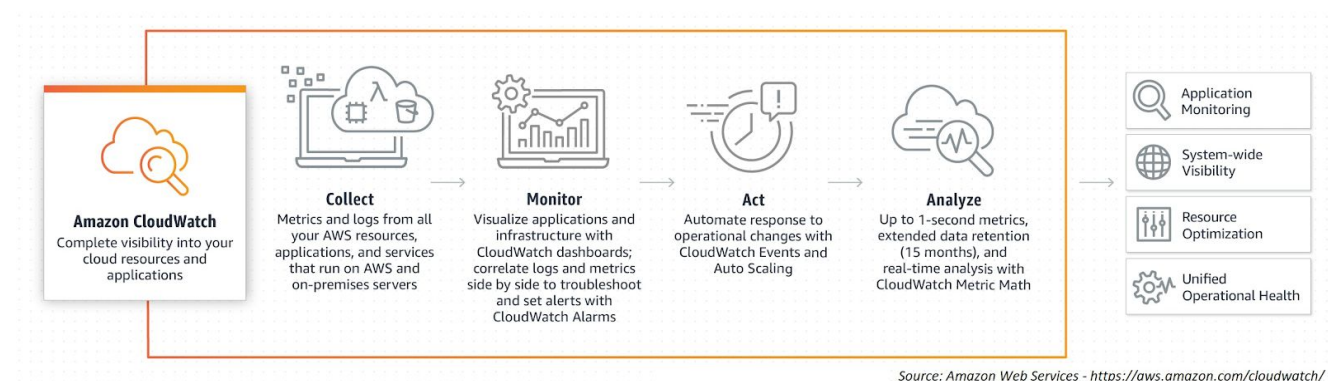 Amazon CloudWatch
Complete visibility into your
cloud resources and
applications
Collect
Metrics and logs from all
your AWS resources,
applications, and services
that run on AWS and
on-premises servers
Monitor
Visualize applications and
infrastructure with
CloudWatch dashboards;
correlate logs and metrics
side by side to troubleshoot
and set alerts with
CloudWatch Alarms
Act
Automate response to
operational changes with
CloudWatch Events and
Auto Scaling
Analyze
Up to 1-second metrics,
extended data retention
(15 months), and
real-time analysis with
CloudWatch Metric Math
Application
Monitoring
System-wide
Visibility
Resource
Optimization
Unified
Operational Health
Source: Amazon Web Services - https://aws.amazon.com/cloudwatch/